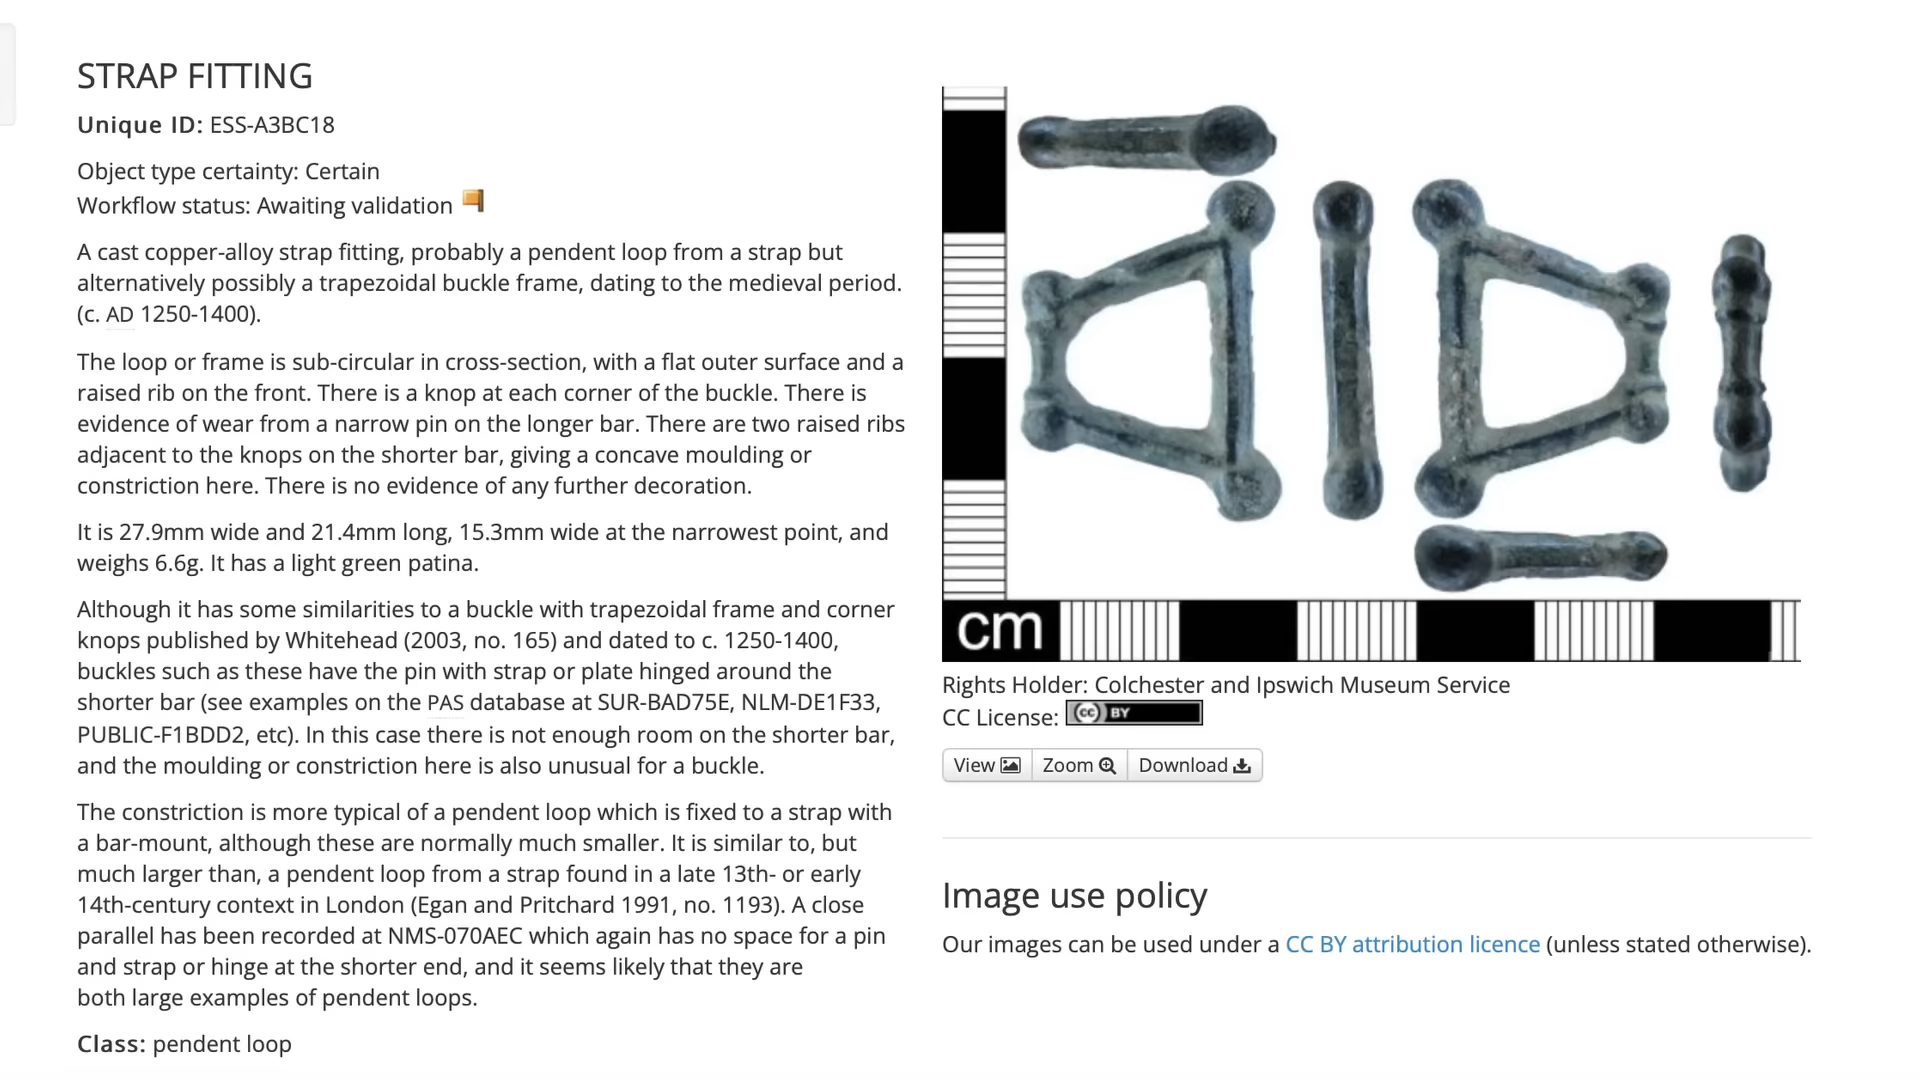 STRAP FITTING
Unique ID: ESS-A3BC18
Object type certainty: Certain
Workflow status: Awaiting validation
A cast copper-alloy strap fitting, probably a pendent loop from a strap but
alternatively possibly a trapezoidal buckle frame, dating to the medieval period.
(c. AD 1250-1400).
The loop or frame is sub-circular in cross-section, with a flat outer surface and a
raised rib on the front. There is a knop at each corner of the buckle. There is
evidence of wear from a narrow pin on the longer bar. There are two raised ribs
adjacent to the knops on the shorter bar, giving a concave moulding or
constriction here. There is no evidence of any further decoration.
It is 27.9mm wide and 21.4mm long, 15.3mm wide at the narrowest point, and
weighs 6.6g. It has a light green patina.
Although it has some similarities to a buckle with trapezoidal frame and corner
knops published by Whitehead (2003, no. 165) and dated to c. 1250-1400,
buckles such as these have the pin with strap or plate hinged around the
shorter bar (see examples on the PAS database at SUR-BAD75E, NLM-DE1F33,
PUBLIC-F1BDD2, etc). In this case there is not enough room on the shorter bar,
and the moulding or constriction here is also unusual for a buckle.
The constriction is more typical of a pendent loop which is fixed to a strap with
a bar-mount, although these are normally much smaller. It is similar to, but
much larger than, a pendent loop from a strap found in a late 13th- or early
14th-century context in London (Egan and Pritchard 1991, no. 1193). A close
parallel has been recorded at NMS-070AEC which again has no space for a pin
and strap or hinge at the shorter end, and it seems likely that they are
both large examples of pendent loops.
Class: pendent loop
cm
Rights Holder: Colchester and Ipswich Museum Service
CC License: cc BY
View Zoom Download
Image use policy
Our images can be used under a CC BY attribution licence (unless stated otherwise).